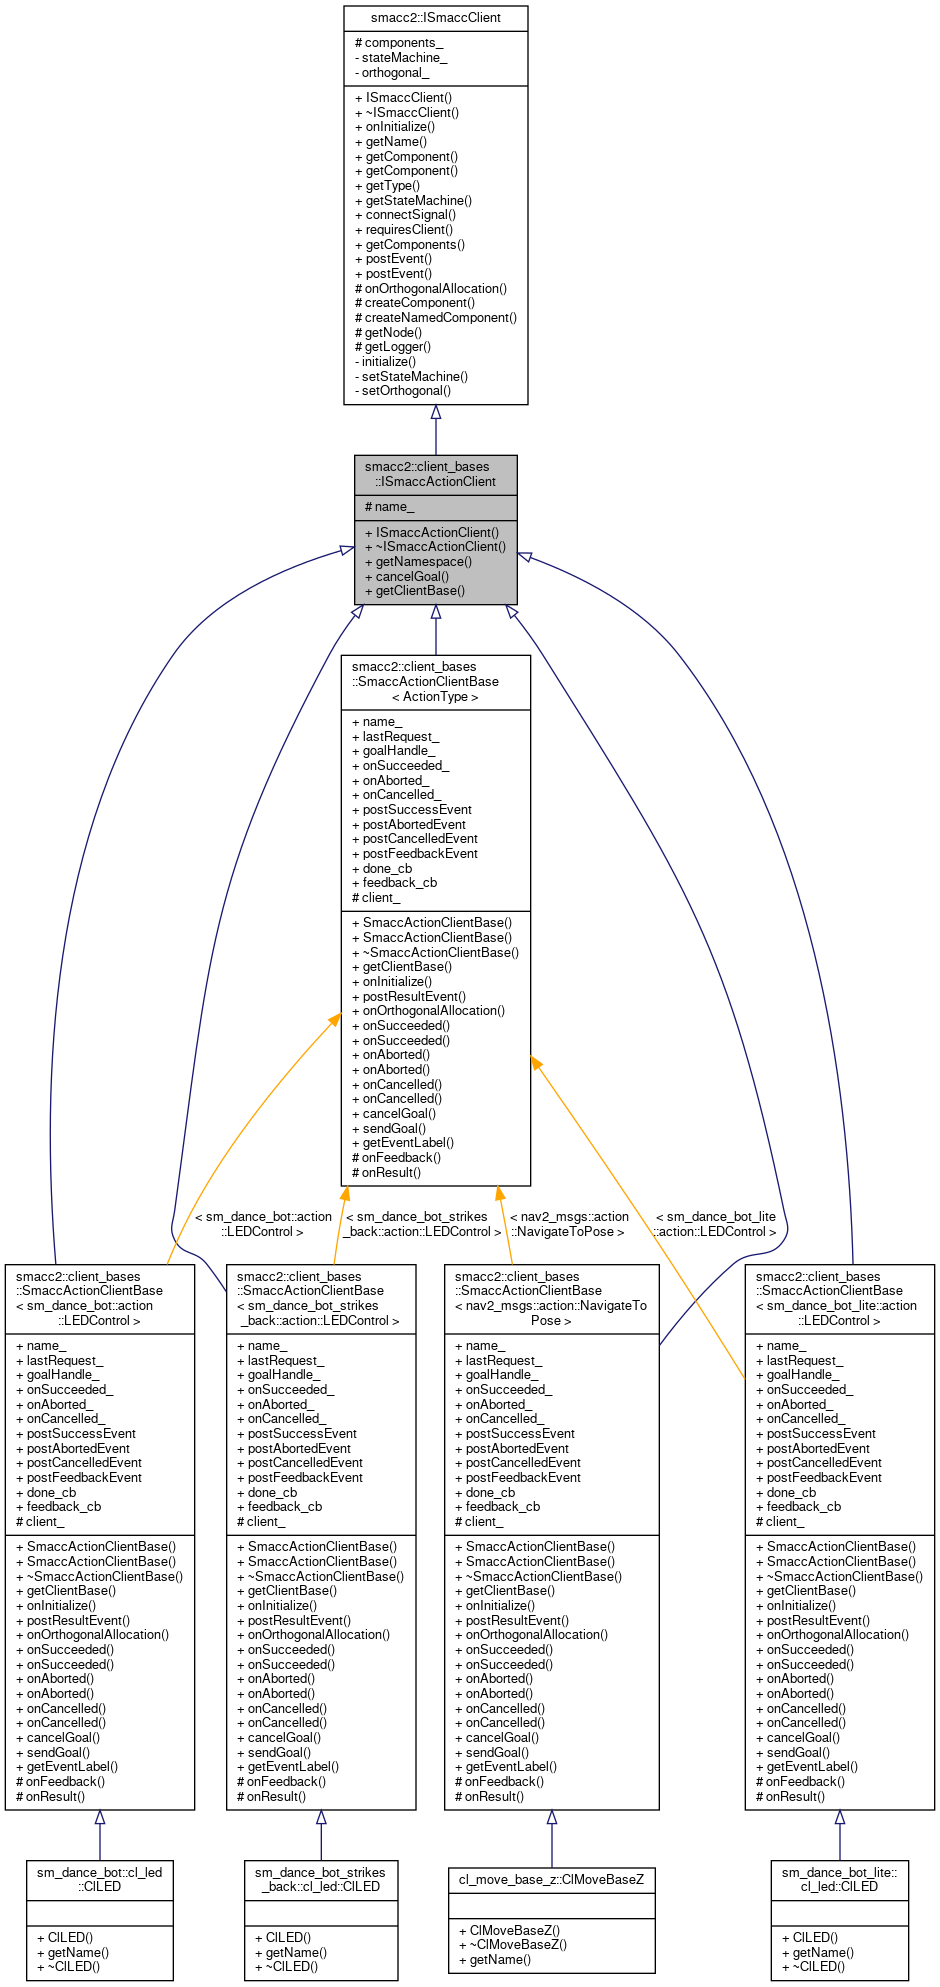 smacc2::ISmaccClient
# components_
- stateMachine_
- orthogonal_
+ ISmaccClient()
+ ~ISmaccClient()
+ onInitialize()
+ getName()
+ getComponent()
+ getComponent()
+ getType()
+ getStateMachine()
+ connectSignal()
+ requiresClient()
+ getComponents()
+ postEvent()
+ postEvent()
# onOrthogonalAllocation()
# createComponent()
# createNamedComponent()
# getNode()
# getLogger()
- initialize()
- setStateMachine()
- setOrthogonal()
smacc2::client_bases
::ISmaccActionClient
# name_
+ ISmaccActionClient()
+ ~ISmaccActionClient()
+ getNamespace()
+ cancelGoal()
+ getClientBase()
smacc2::client_bases
::SmaccActionClientBase
< ActionType >
+ name_
+ lastRequest_
+ goalHandle_
+ onSucceeded_
+ onAborted_
+ onCancelled_
+ postSuccessEvent
+ postAbortedEvent
+ postCancelledEvent
+ postFeedbackEvent
+ done_cb
+ feedback_cb
# client_
+ SmaccActionClientBase()
+ SmaccActionClientBase()
+ ~SmaccActionClientBase()
+ getClientBase()
+ onInitialize()
+ postResultEvent()
+ onOrthogonalAllocation()
+ onSucceeded()
+ onSucceeded()
+ onAborted()
+ onAborted()
+ onCancelled()
+ onCancelled()
+ cancelGoal()
+ sendGoal()
+ getEventLabel()
# onFeedback()
# onResult()
< sm_dance_bot::action
::LEDControl >
< sm_dance_bot_strikes
_back::action::LEDControl >
< nav2_msgs::action
::NavigateToPose >
< sm_dance_bot_lite
::action::LEDControl >
smacc2::client_bases
::SmaccActionClientBase
< sm_dance_bot::action
::LEDControl >
+ name_
+ lastRequest_
+ goalHandle_
+ onSucceeded_
+ onAborted_
+ onCancelled_
+ postSuccessEvent
+ postAbortedEvent
+ postCancelledEvent
+ postFeedbackEvent
+ done_cb
+ feedback_cb
# client_
+ SmaccActionClientBase()
+ SmaccActionClientBase()
+ ~SmaccActionClientBase()
+ getClientBase()
+ onInitialize()
+ postResultEvent()
+ onOrthogonalAllocation()
+ onSucceeded()
+ onSucceeded()
+ onAborted()
+ onAborted()
+ onCancelled()
+ onCancelled()
+ cancelGoal()
+ sendGoal()
+ getEventLabel()
# onFeedback()
# onResult()
smacc2::client_bases
::SmaccActionClientBase
< sm_dance_bot_strikes
_back::action::LEDControl >
+ name_
+ lastRequest_
+ goalHandle_
+ onSucceeded_
+ onAborted_
+ onCancelled_
+ postSuccessEvent
+ postAbortedEvent
+ postCancelledEvent
+ postFeedbackEvent
+ done_cb
+ feedback_cb
# client_
+ SmaccActionClientBase()
+ SmaccActionClientBase()
+ ~SmaccActionClientBase()
+ getClientBase()
+ onInitialize()
+ postResultEvent()
+ onOrthogonalAllocation()
+ onSucceeded()
+ onSucceeded()
+ onAborted()
+ onAborted()
+ onCancelled()
+ onCancelled()
+ cancelGoal()
+ sendGoal()
+ getEventLabel()
# onFeedback()
# onResult()
smacc2::client_bases
::SmaccActionClientBase
< nav2_msgs::action::NavigateTo
Pose >
+ name_
+ lastRequest_
+ goalHandle_
+ onSucceeded_
+ onAborted_
+ onCancelled_
+ postSuccessEvent
+ postAbortedEvent
+ postCancelledEvent
+ postFeedbackEvent
+ done_cb
+ feedback_cb
# client_
+ SmaccActionClientBase()
+ SmaccActionClientBase()
+ ~SmaccActionClientBase()
+ getClientBase()
+ onInitialize()
+ postResultEvent()
+ onOrthogonalAllocation()
+ onSucceeded()
+ onSucceeded()
+ onAborted()
+ onAborted()
+ onCancelled()
+ onCancelled()
+ cancelGoal()
+ sendGoal()
+ getEventLabel()
# onFeedback()
# onResult()
smacc2::client_bases
::SmaccActionClientBase
< sm_dance_bot_lite::action
::LEDControl >
+ name_
+ lastRequest_
+ goalHandle_
+ onSucceeded_
+ onAborted_
+ onCancelled_
+ postSuccessEvent
+ postAbortedEvent
+ postCancelledEvent
+ postFeedbackEvent
+ done_cb
+ feedback_cb
# client_
+ SmaccActionClientBase()
+ SmaccActionClientBase()
+ ~SmaccActionClientBase()
+ getClientBase()
+ onInitialize()
+ postResultEvent()
+ onOrthogonalAllocation()
+ onSucceeded()
+ onSucceeded()
+ onAborted()
+ onAborted()
+ onCancelled()
+ onCancelled()
+ cancelGoal()
+ sendGoal()
+ getEventLabel()
# onFeedback()
# onResult()
sm_dance_bot::cl_led
::ClLED
+ ClLED()
+ getName()
+ ~ClLED()
sm_dance_bot_strikes
_back::cl_led::ClLED
+ ClLED()
+ getName()
+ ~ClLED()
cl_move_base_z::ClMoveBaseZ
+ ClMoveBaseZ()
+ ~ClMoveBaseZ()
+ getName()
sm_dance_bot_lite::
cl_led::ClLED
+ ClLED()
+ getName()
+ ~ClLED()